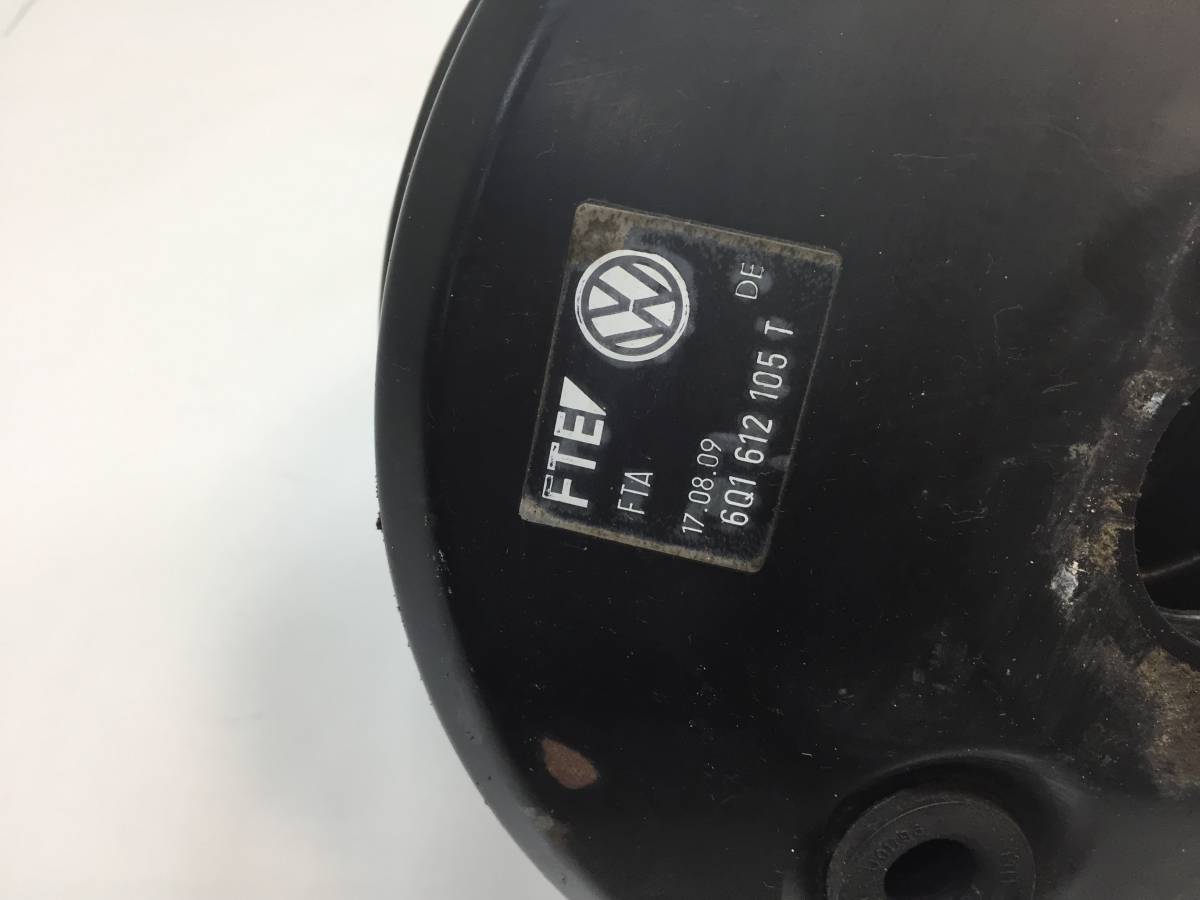 FTE
FTA
17.08.09 DE
6Q1 612 105 T